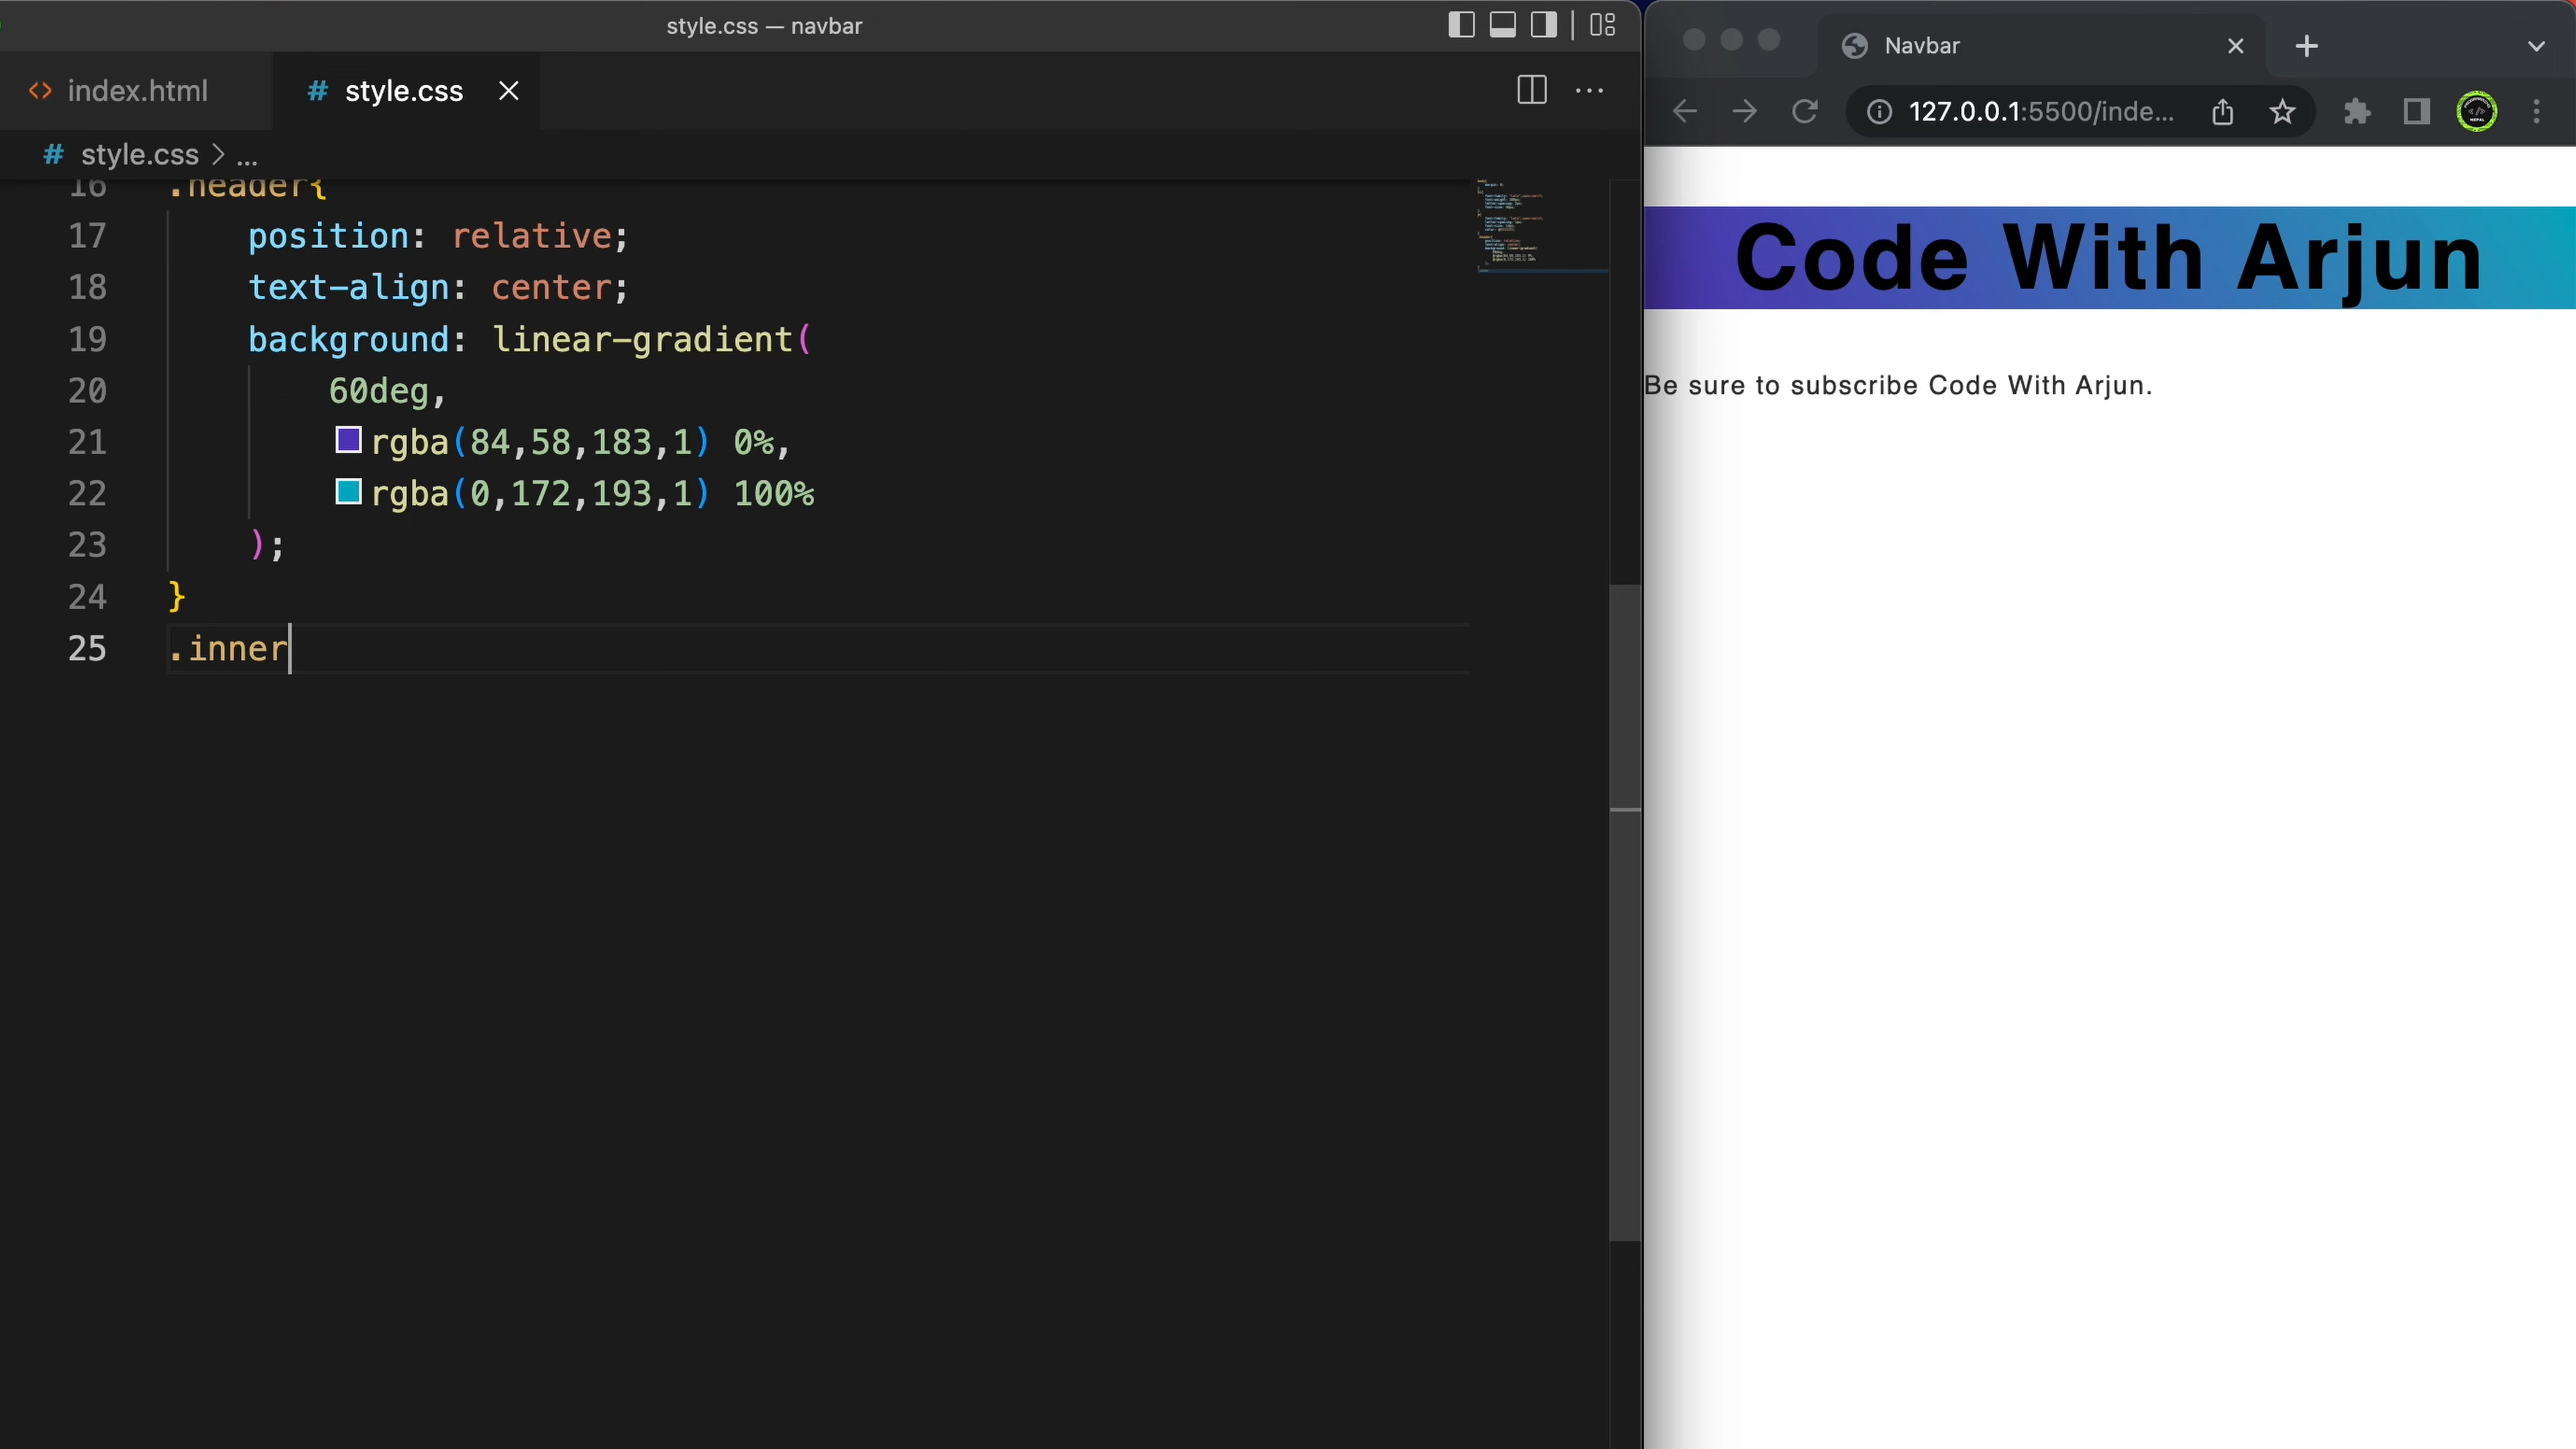 style.css — navbar
index.html
# style.css
# style.css > ...
16 .header{
17 position: relative;
18 text-align: center;
19 background: linear-gradient(
20 60deg,
21 rgba(84,58,183,1) 0%,
22 rgba(0,172,193,1) 100%
23 );
24 }
25 .inner
Navbar
127.0.0.1:5500/inde...
Code With Arjun
Be sure to subscribe Code With Arjun.